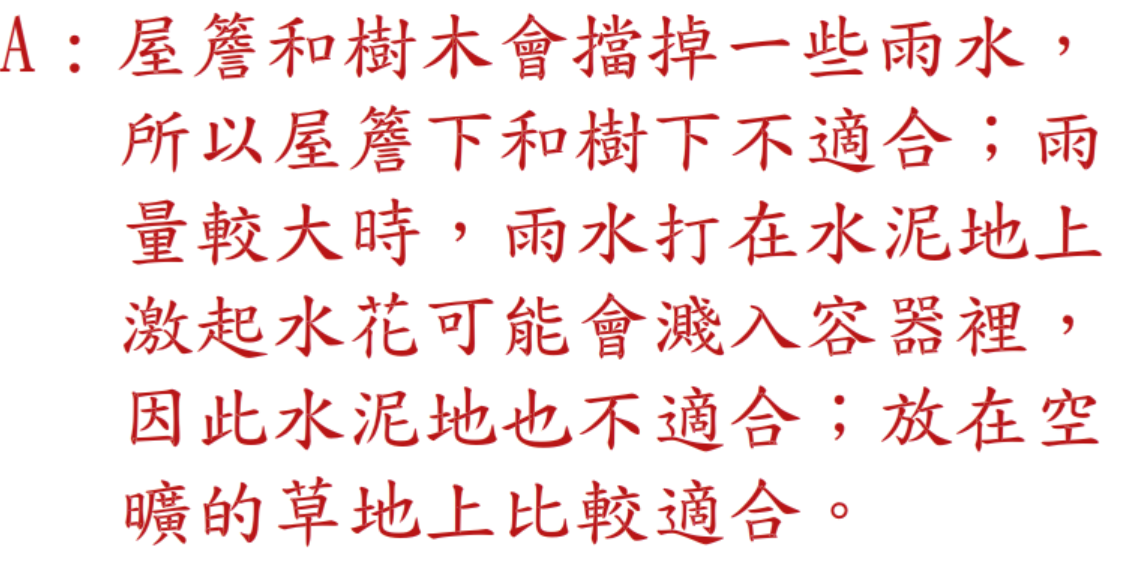 A：屋簷和樹木會擋掉一些雨水，
所以屋簷下和樹下不適合；雨
量較大時，雨水打在水泥地上
激起水花可能會濺入容器裡，
因此水泥地也不適合；放在空
曠的草地上比較適合。